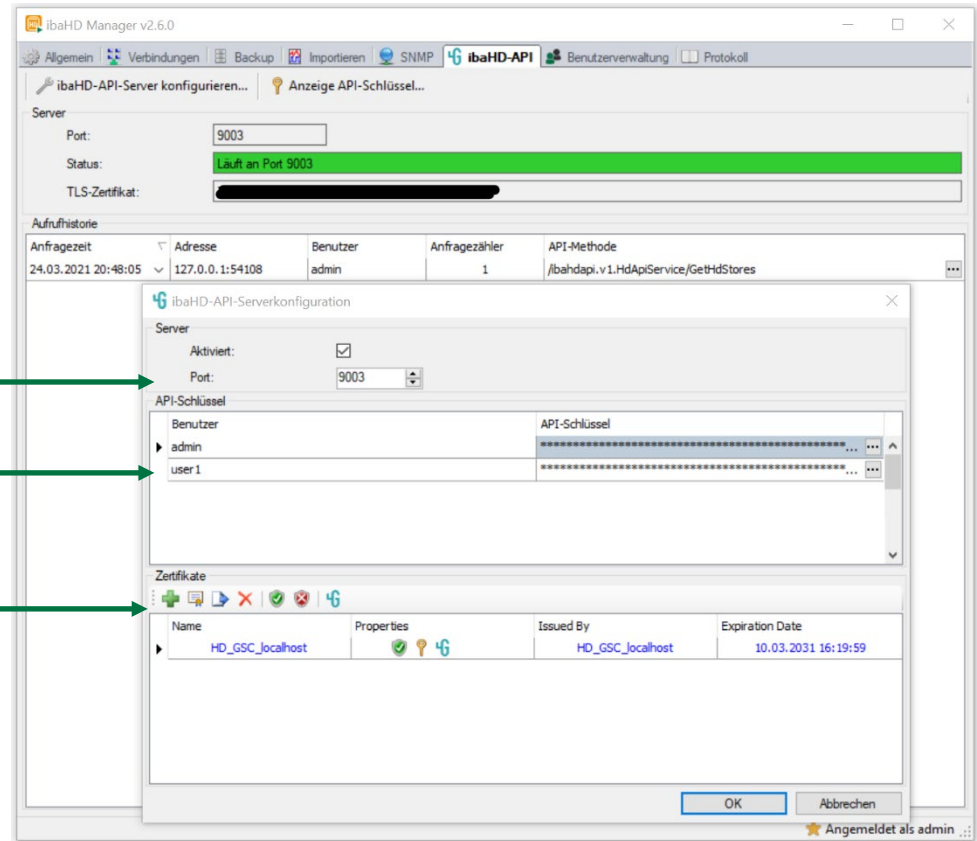 ibaHD Manager v2.6.0
Allgemein Verbindungen Backup Importieren SNMP ibaHD-API Benutzerverwaltung Protokoll
ibaHD-API-Server konfigurieren... Anzeige API-Schlüssel...
Server
Port: 9003
Status: Läuft an Port 9003
TLS-Zertifikat:
Aufrufhistorie
Anfragezeit Adresse Benutzer Anfragezähler API-Methode
24.03.2021 20:48:05 127.0.0.1:54108 admin 1 /ibahdapi.v1.HdApiService/GetHdStores ...
ibaHD-API-Serverkonfiguration
Server
Aktiviert:
Port: 9003
API-Schlüssel
Benutzer API-Schlüssel
admin ************************************************... ...
user1 ************************************************... ...
Zertifikate
Name Properties Issued By Expiration Date
HD_GSC_localhost HD_GSC_localhost 10.03.2031 16:19:59
OK Abbrechen
Angemeldet als admin